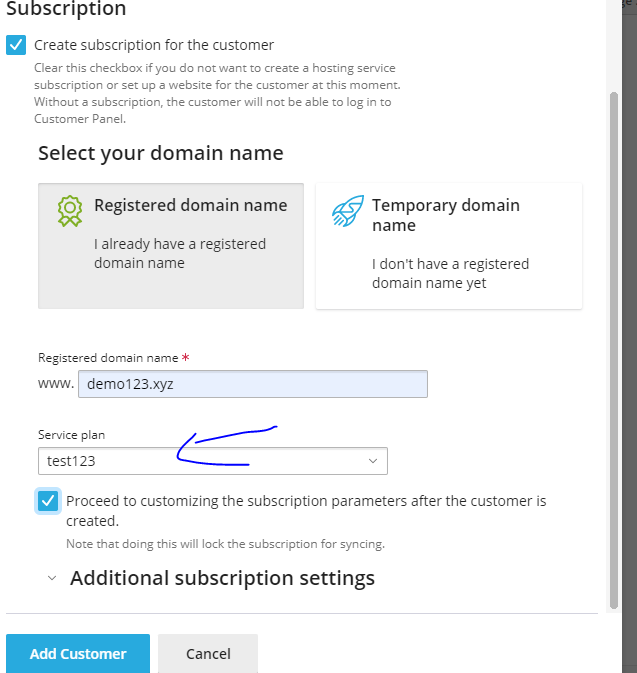 Subscription
Create subscription for the customer
Clear this checkbox if you do not want to create a hosting service
subscription or set up a website for the customer at this moment.
Without a subscription, the customer will not be able to log in to
Customer Panel.
Select your domain name
Registered domain name
I already have a registered
domain name
Temporary domain
name
I don't have a registered
domain name yet
Registered domain name *
www. demo123.xyz
Service plan
test123
Proceed to customizing the subscription parameters after the customer is
created.
Note that doing this will lock the subscription for syncing.
Additional subscription settings
Add Customer Cancel